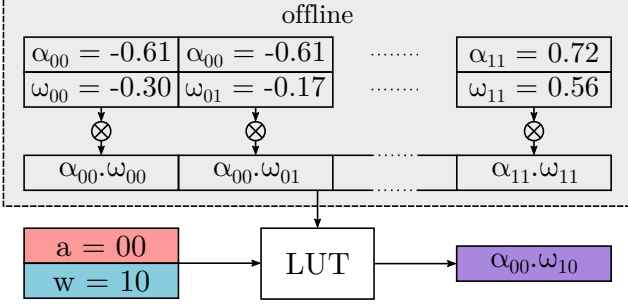 offline
α₀₀ = -0.61 α₀₀ = -0.61 ........ α₁₁ = 0.72
ω₀₀ = -0.30 ω₀₁ = -0.17 ........ ω₁₁ = 0.56
α₀₀.ω₀₀ α₀₀.ω₀₁ α₁₁.ω₁₁
a = 00
w = 10
LUT
α₀₀.ω₁₀